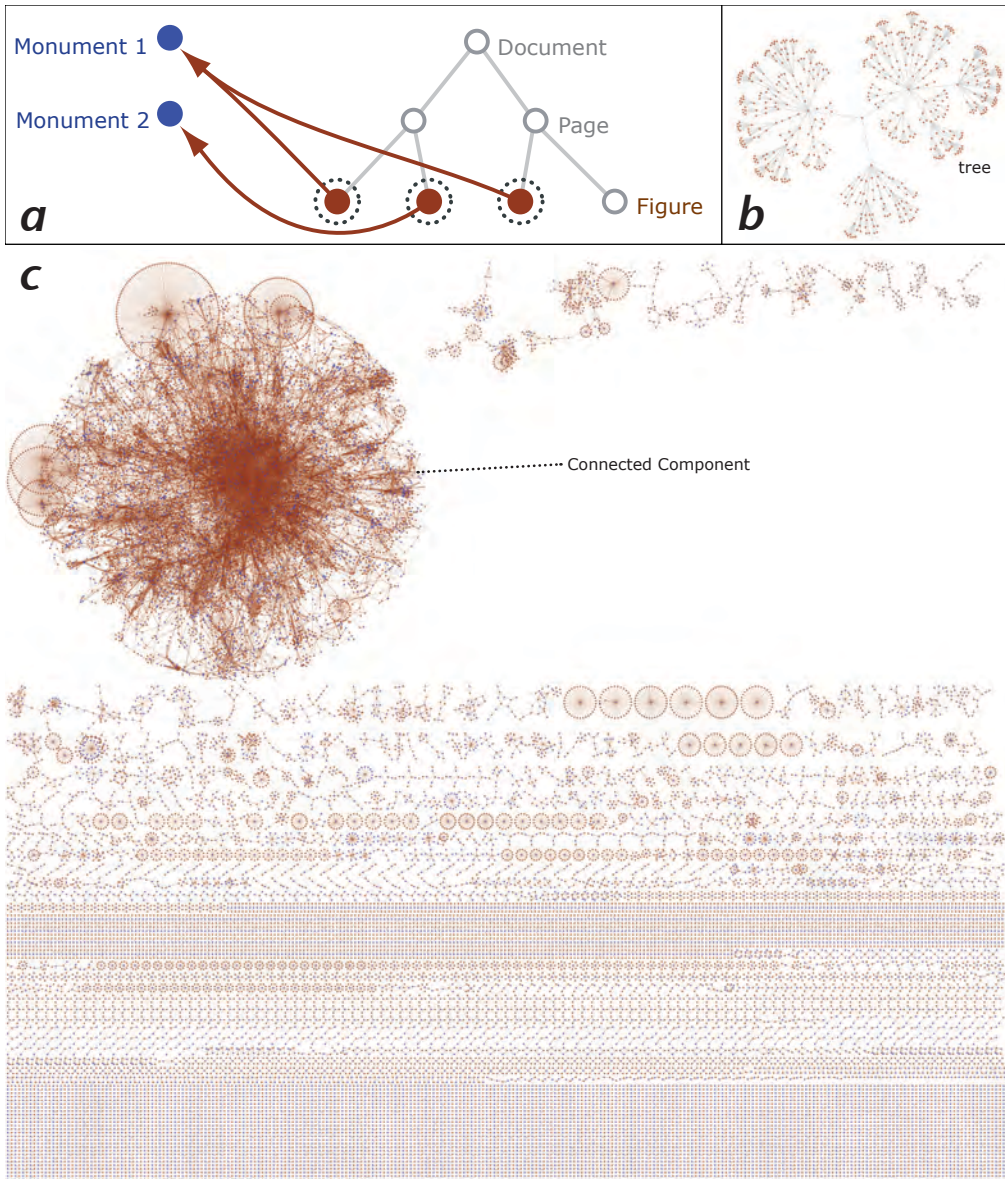 Monument 1
Document
Monument 2
Page
Figure
a
tree
b
c
Connected Component